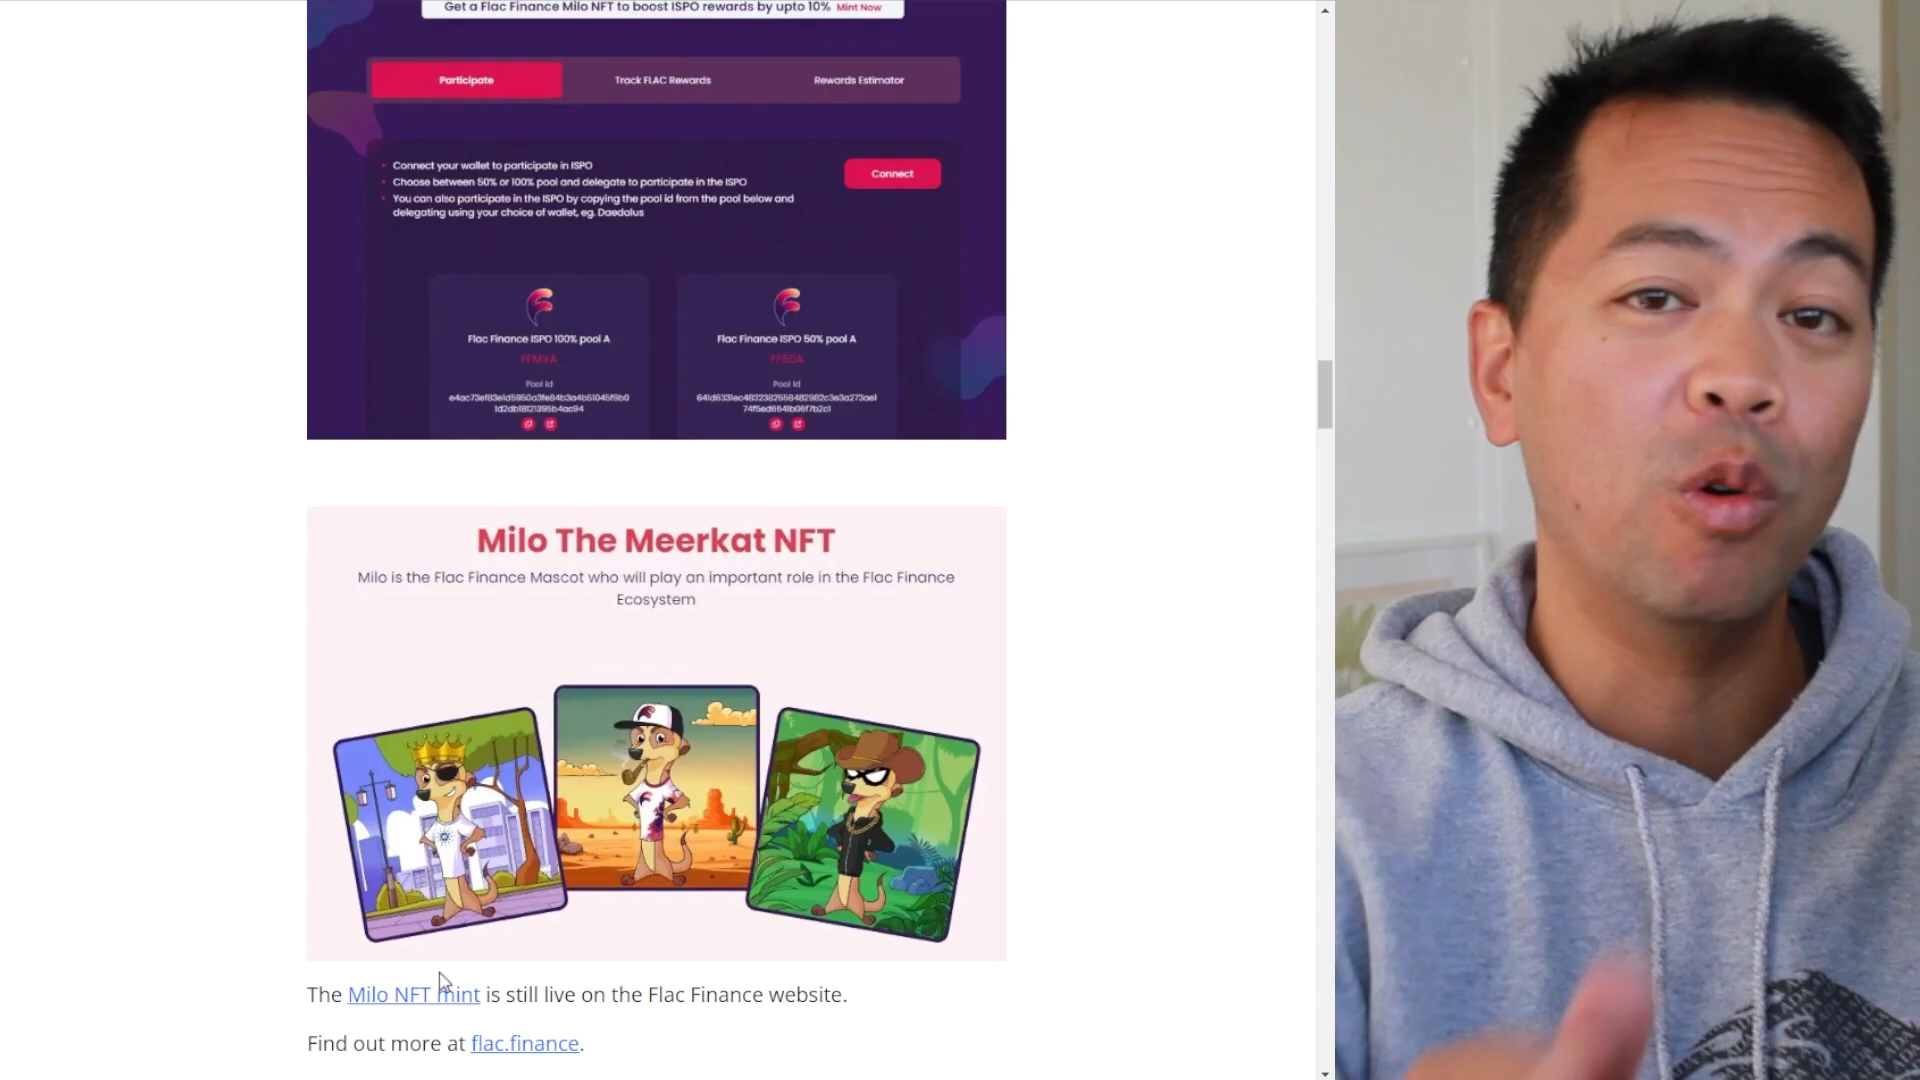 Get a Flac Finance Milo NFT to boost ISPO rewards by upto 10% Mint Now
Participate
Track FLAC Rewards
Rewards Estimator
Connect your wallet to participate in ISPO
Choose between 50% or 100% pool and delegate to participate in the ISPO
You can also participate in the ISPO by copying the pool id from the pool below and
delegating using your choice of wallet, eg. Daedalus
Connect
Flac Finance ISPO 100% pool A
FFMXA
Pool Id
Flac Finance ISPO 50% pool A
FF50A
Pool Id
Milo The Meerkat NFT
Milo is the Flac Finance Mascot who will play an important role in the Flac Finance
Ecosystem
The Milo NFT mint is still live on the Flac Finance website.
Find out more at flac.finance.